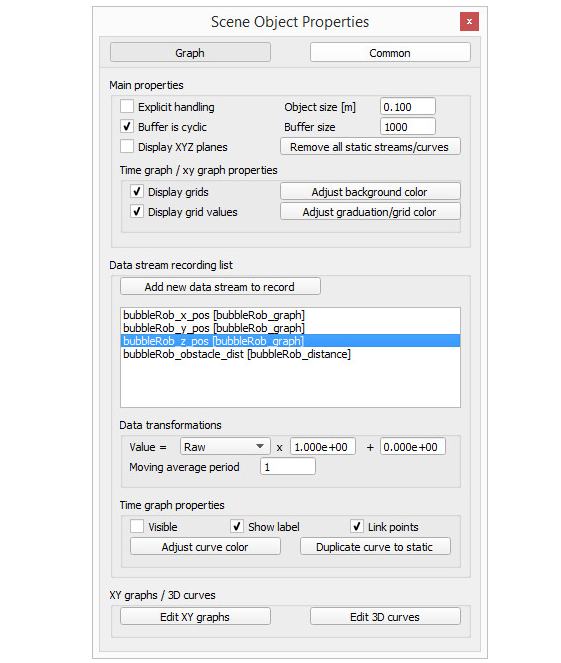 Scene Object Properties
x
Graph Common
Main properties
Explicit handling Object size [m] 0.100
Buffer is cyclic Buffer size 1000
Display XYZ planes Remove all static streams/curves
Time graph / xy graph properties
Display grids Adjust background color
Display grid values Adjust graduation/grid color
Data stream recording list
Add new data stream to record
bubbleRob_x_pos [bubbleRob_graph]
bubbleRob_y_pos [bubbleRob_graph]
bubbleRob_z_pos [bubbleRob_graph]
bubbleRob_obstacle_dist [bubbleRob_distance]
Data transformations
Value = Raw x 1.000e+00 + 0.000e+00
Moving average period 1
Time graph properties
Visible Show label Link points
Adjust curve color Duplicate curve to static
XY graphs / 3D curves
Edit XY graphs Edit 3D curves